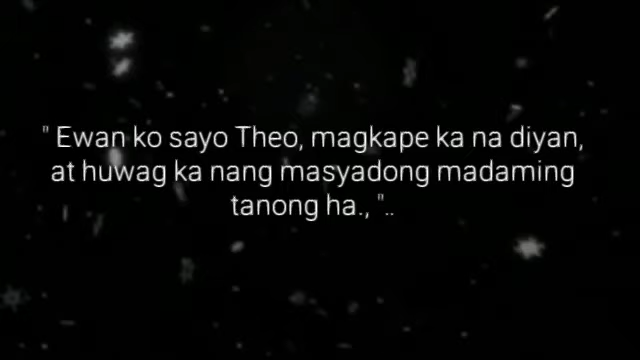 " Ewan ko sayo Theo, magkape ka na diyan,
at huwag ka nang masyadong madaming
tanong ha., "..